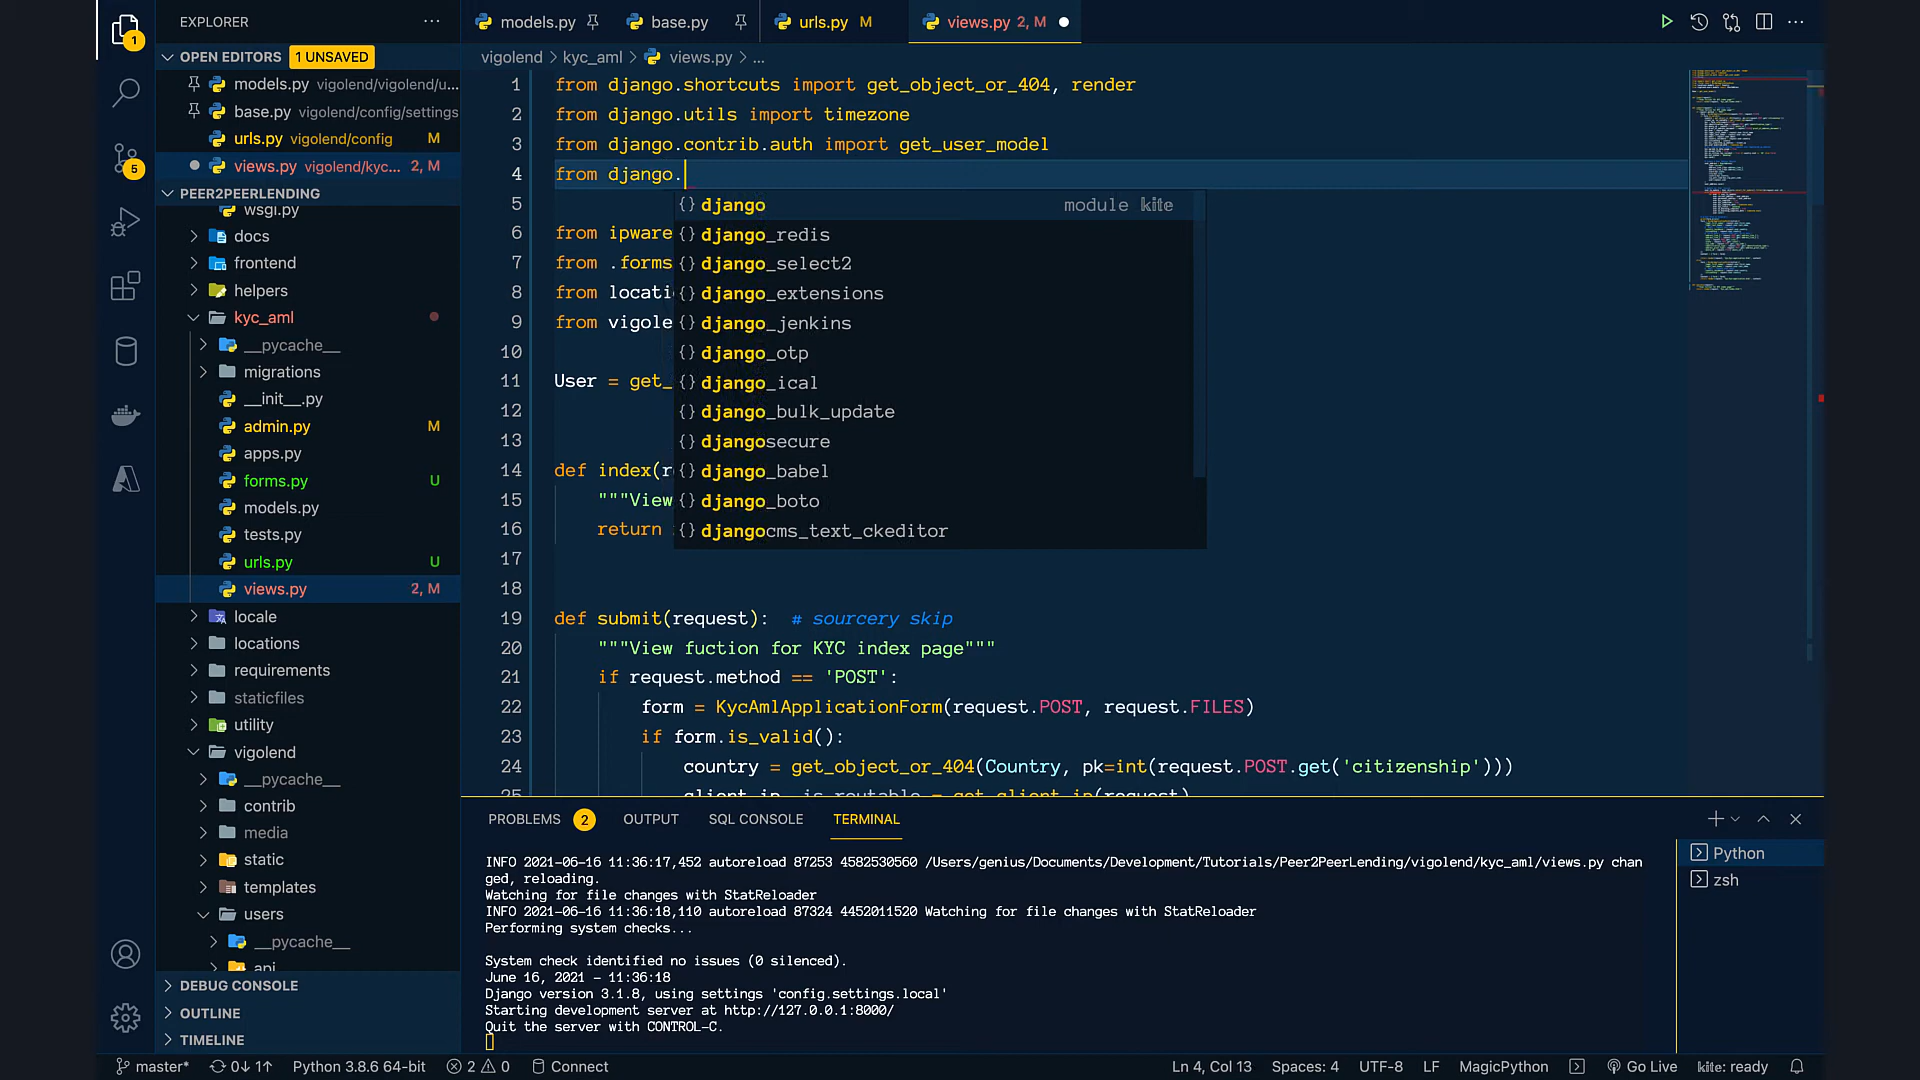 EXPLORER
OPEN EDITORS 1 UNSAVED
models.py vigolend/vigolend/u...
base.py vigolend/config/settings
urls.py vigolend/config M
views.py vigolend/kyc... 2, M
PEER2PEERLENDING
wsgi.py
docs
frontend
helpers
kyc_aml
__pycache__
migrations
__init__.py
admin.py M
apps.py
forms.py U
models.py
tests.py
urls.py U
views.py 2, M
locale
locations
requirements
staticfiles
utility
vigolend
__pycache__
contrib
media
static
templates
users
__pycache__
api
DEBUG CONSOLE
OUTLINE
TIMELINE
1
5
models.py base.py urls.py M views.py 2, M
vigolend > kyc_aml > views.py > ...
1 from django.shortcuts import get_object_or_404, render
2 from django.utils import timezone
3 from django.contrib.auth import get_user_model
4 from django.
5
6 from ipware
7 from .forms
8 from locati
9 from vigole
10
11 User = get_
12
13
14 def index(r
15 """View
16 return
17
18
19 def submit(request): # sourcery skip
20 """View fuction for KYC index page"""
21 if request.method == 'POST':
22 form = KycAmlApplicationForm(request.POST, request.FILES)
23 if form.is_valid():
24 country = get_object_or_404(Country, pk=int(request.POST.get('citizenship')))
25 client_ip, is_routable = get_client_ip(request)
{} django module kite
{} django_redis
{} django_select2
{} django_extensions
{} django_jenkins
{} django_otp
{} django_ical
{} django_bulk_update
{} djangosecure
{} django_babel
{} django_boto
{} djangocms_text_ckeditor
PROBLEMS 2 OUTPUT SQL CONSOLE TERMINAL
INFO 2021-06-16 11:36:17,452 autoreload 87253 4582530560 /Users/genius/Documents/Development/Tutorials/Peer2PeerLending/vigolend/kyc_aml/views.py chan
ged, reloading.
Watching for file changes with StatReloader
INFO 2021-06-16 11:36:18,110 autoreload 87324 4452011520 Watching for file changes with StatReloader
Performing system checks...
System check identified no issues (0 silenced).
June 16, 2021 - 11:36:18
Django version 3.1.8, using settings 'config.settings.local'
Starting development server at http://127.0.0.1:8000/
Quit the server with CONTROL-C.
Python
zsh
master* 0↓ 1↑ Python 3.8.6 64-bit 2 0 Connect Ln 4, Col 13 Spaces: 4 UTF-8 LF MagicPython Go Live kite: ready